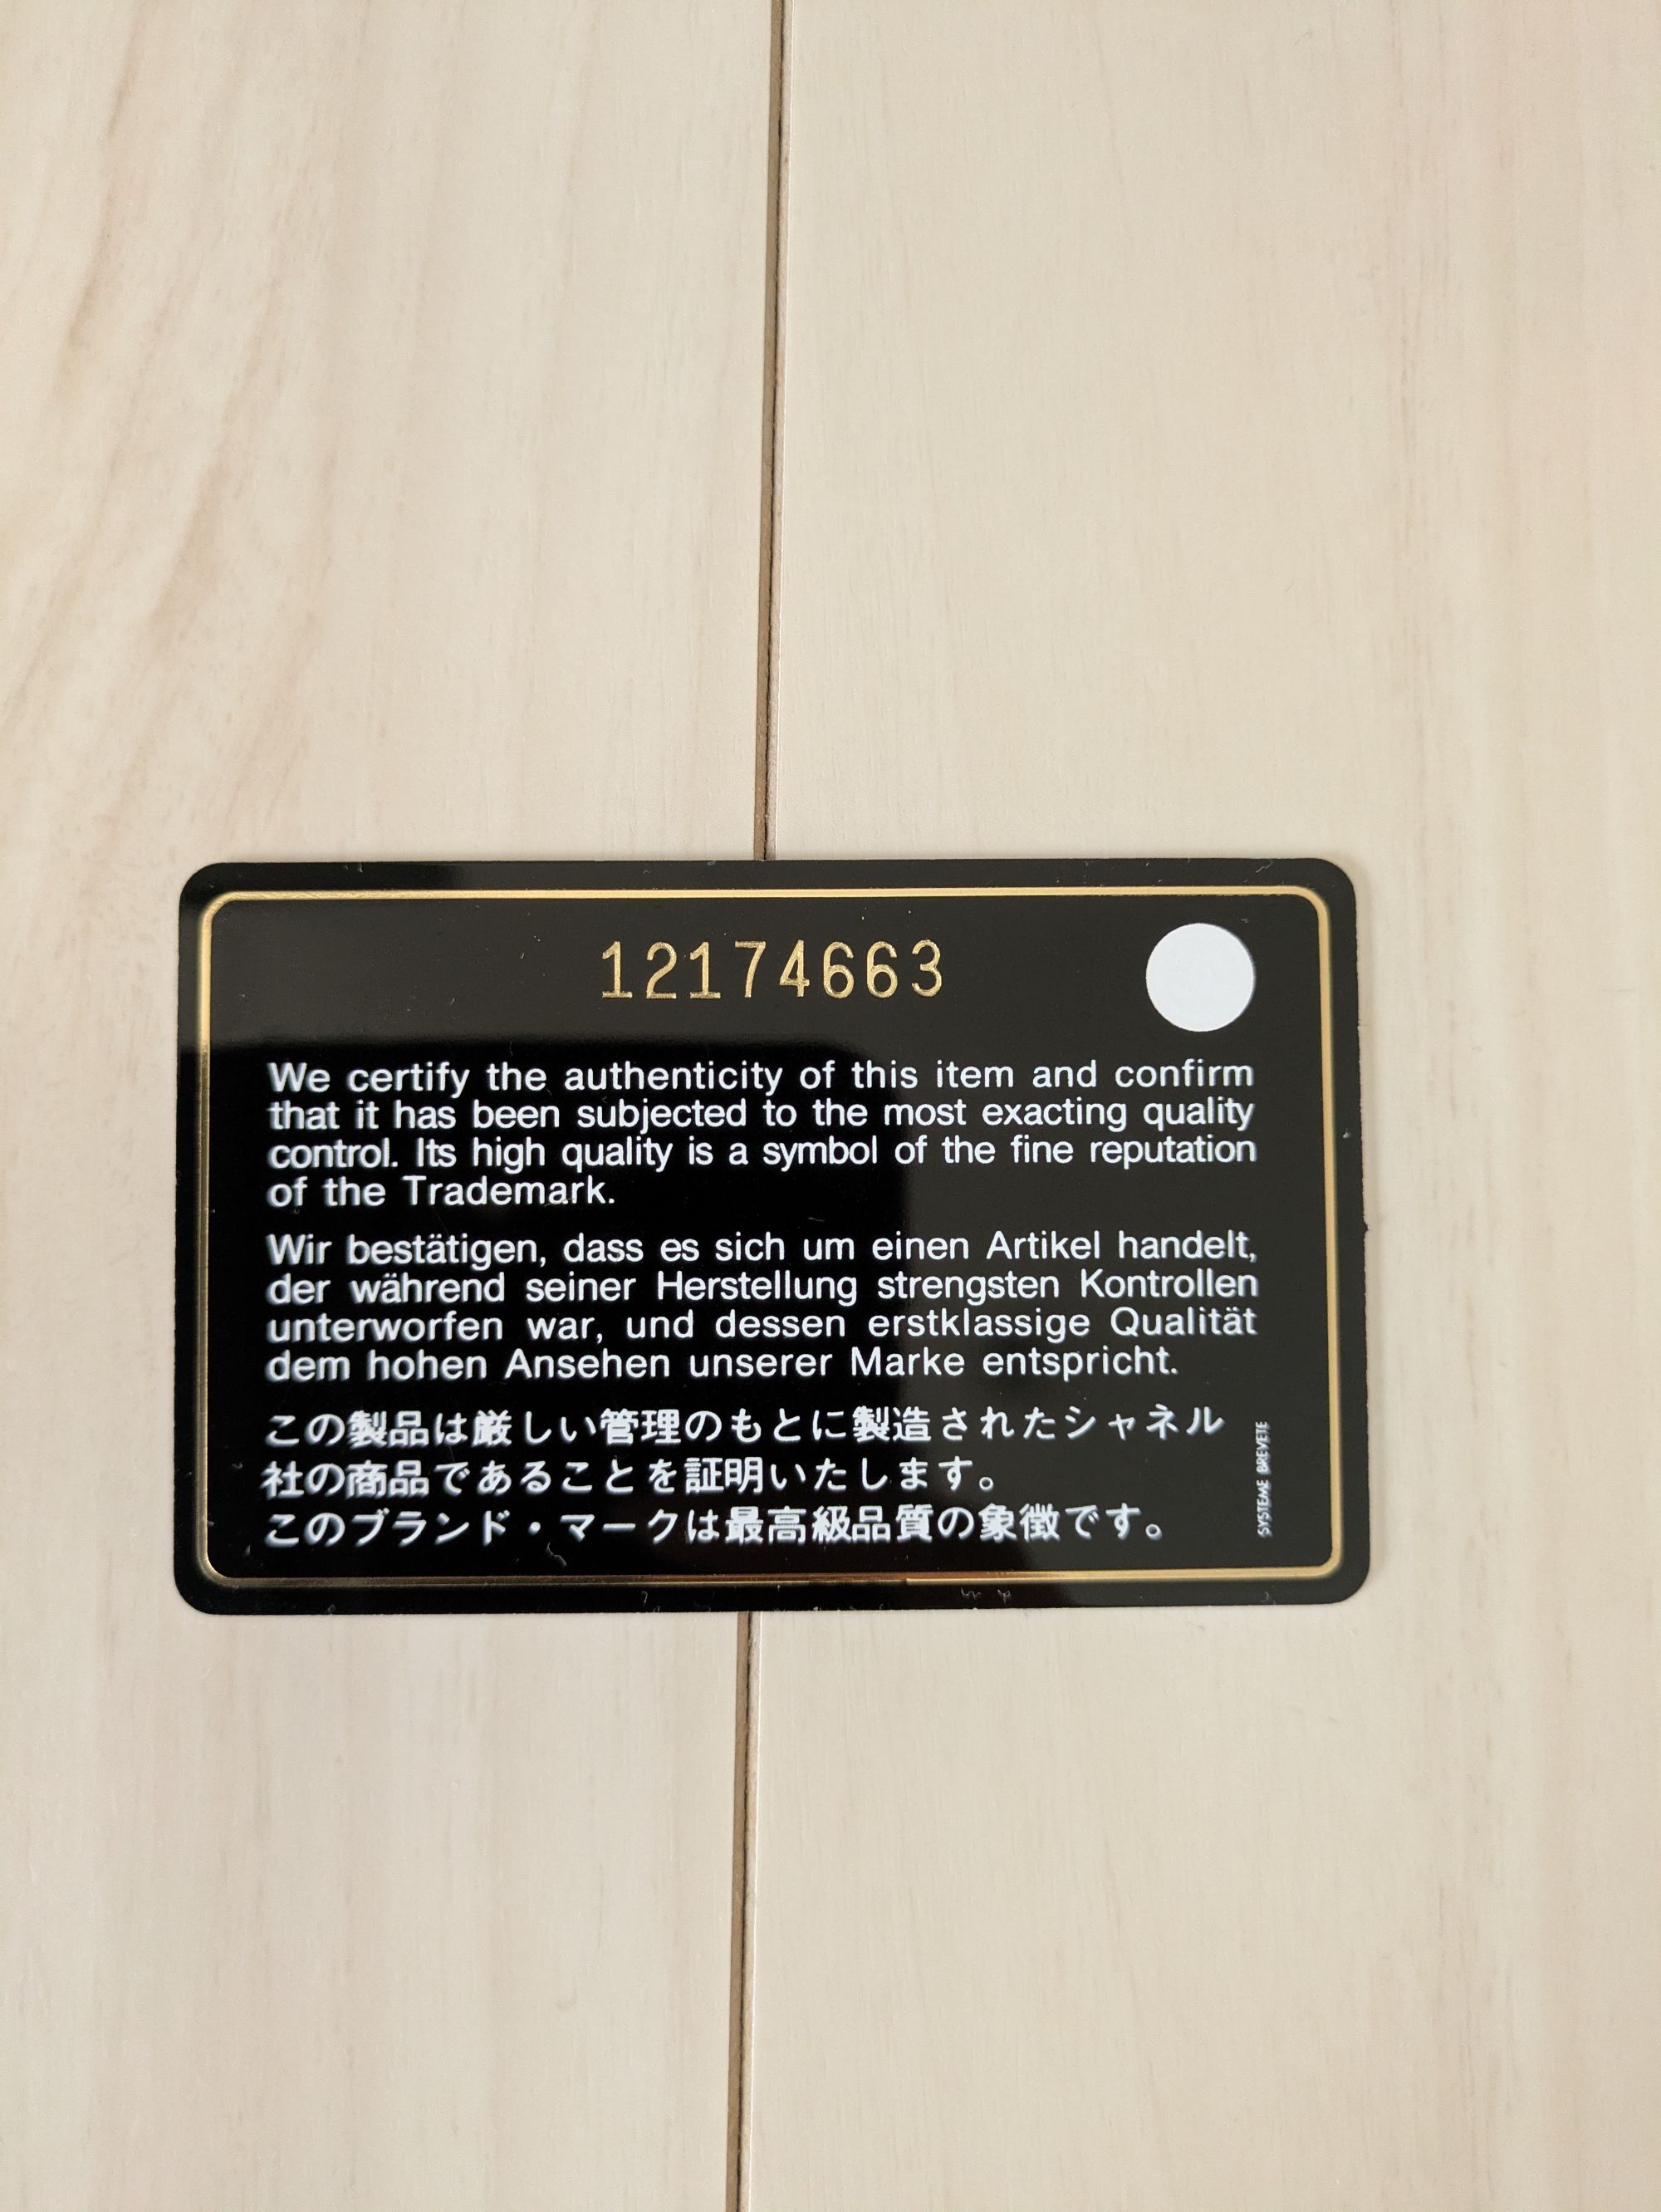 12174663
We certify the authenticity of this item and confirm
that it has been subjected to the most exacting quality
control. Its high quality is a symbol of the fine reputation
of the Trademark.
Wir bestätigen, dass es sich um einen Artikel handelt,
der während seiner Herstellung strengsten Kontrollen
unterworfen war, und dessen erstklassige Qualität
dem hohen Ansehen unserer Marke entspricht.
この製品は厳しい管理のもとに製造されたシャネル
社の商品であることを証明いたします。
このブランド・マークは最高級品質の象徴です。
SYSTEME BREVETE